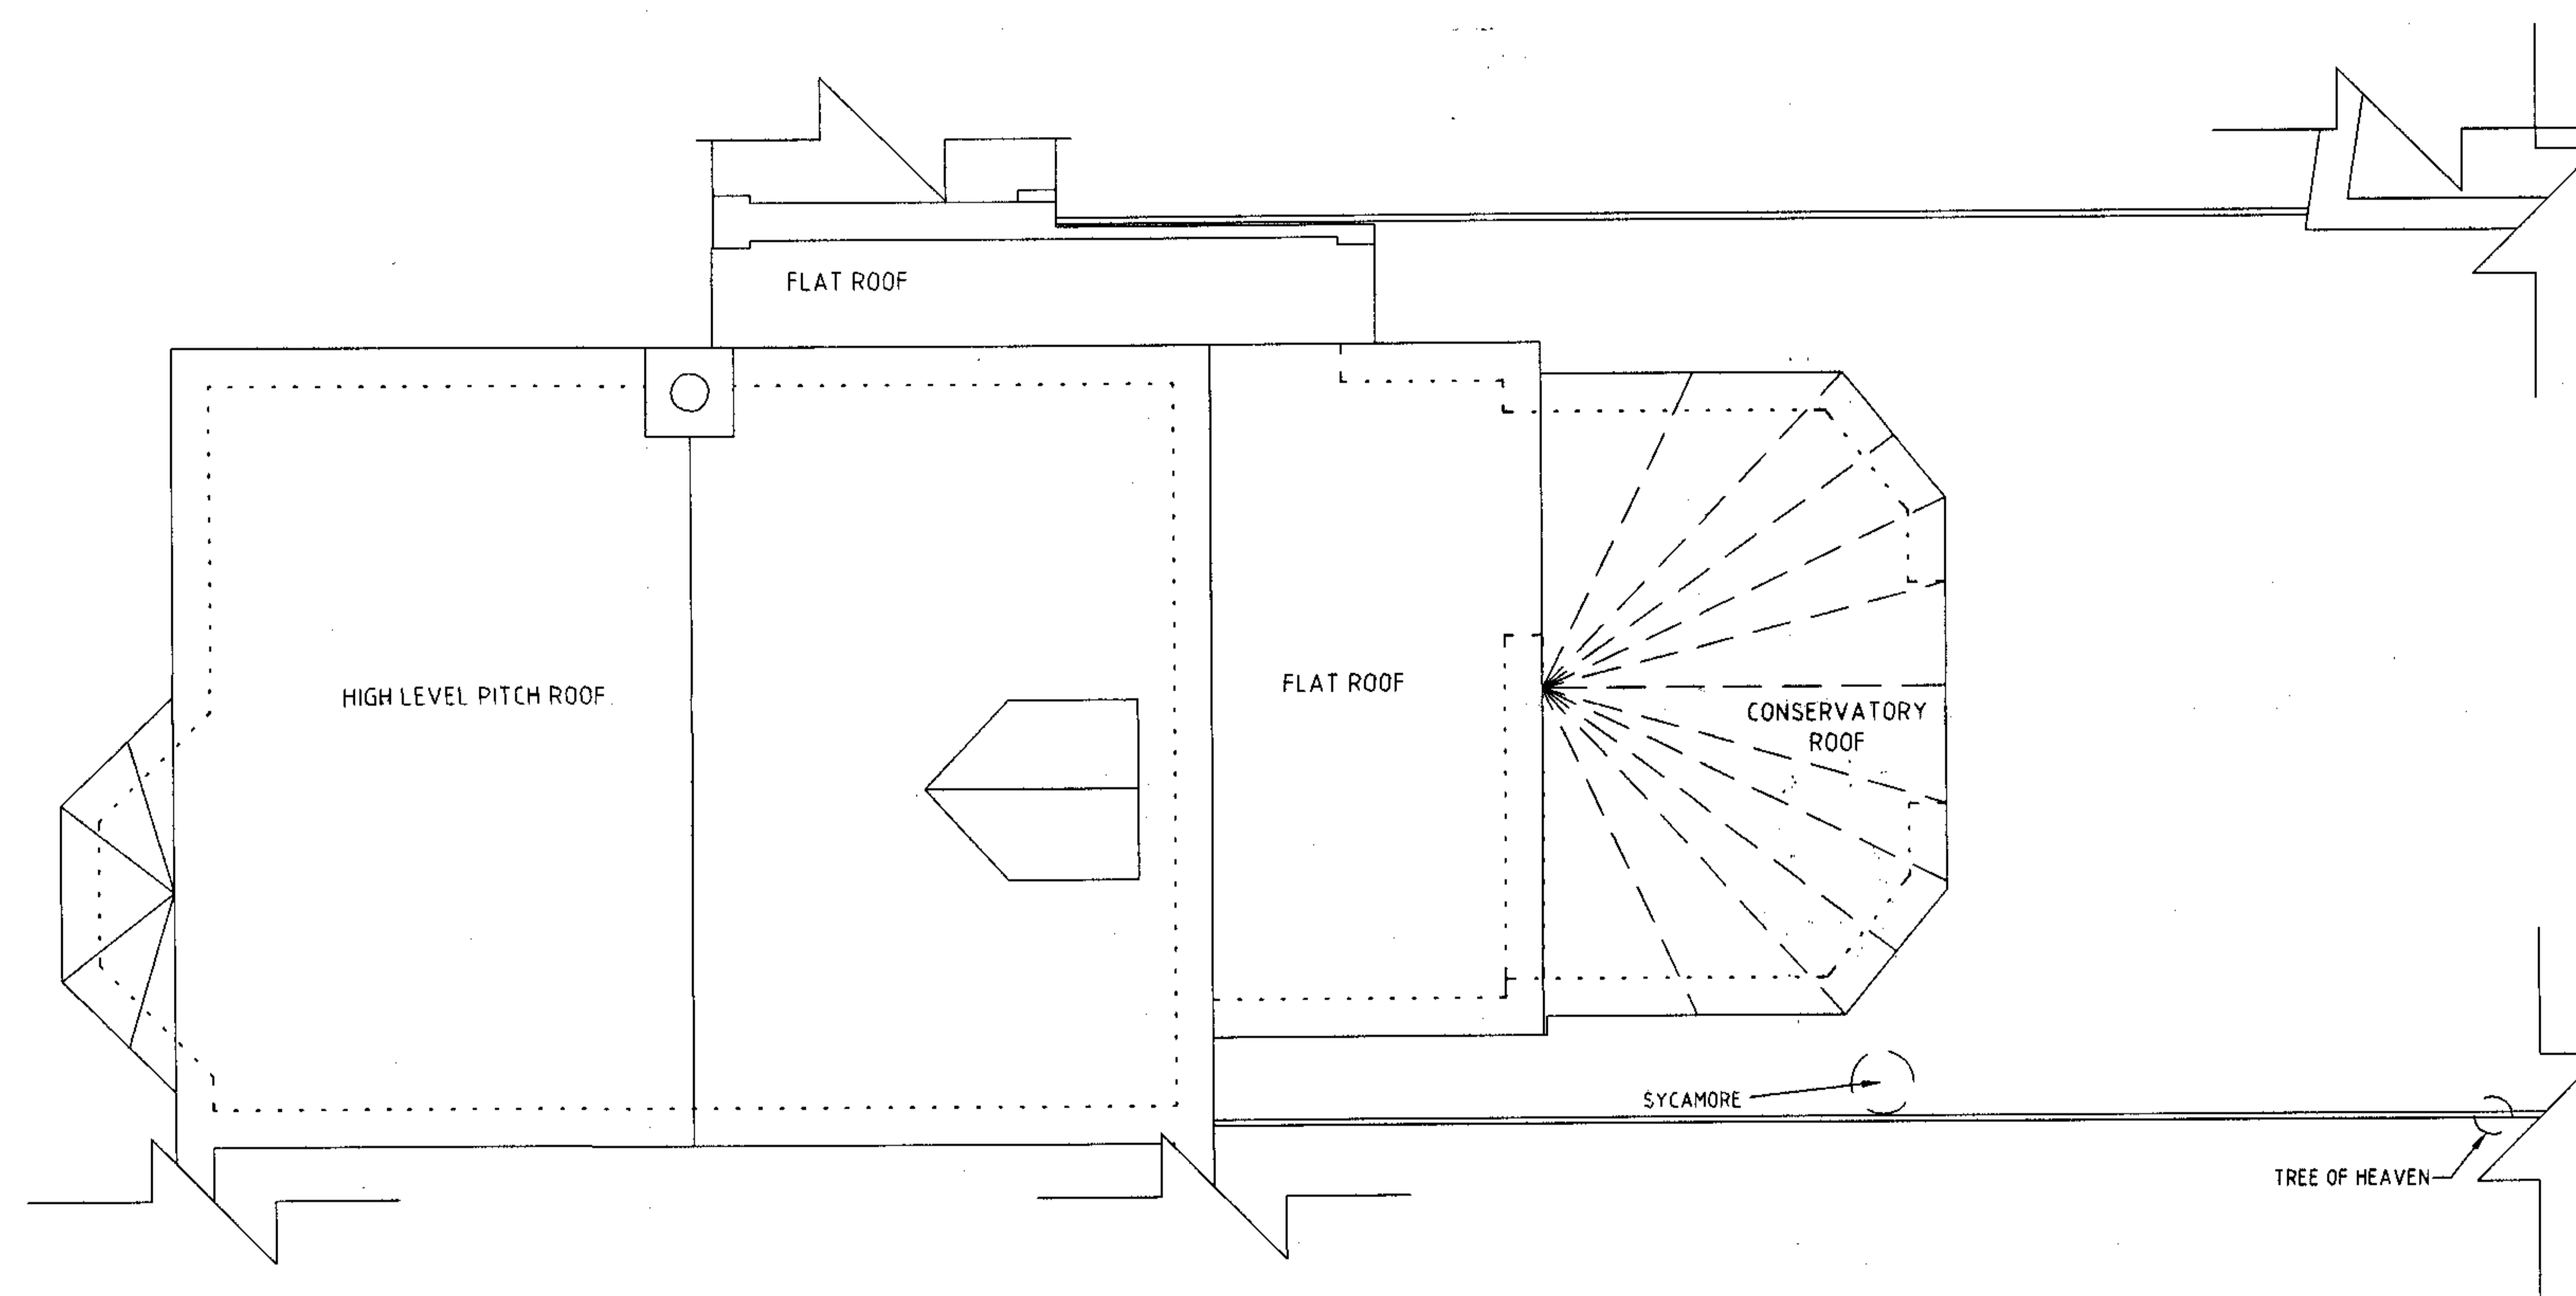 FLAT ROOF
HIGH LEVEL PITCH ROOF
FLAT ROOF
CONSERVATORY
ROOF
SYCAMORE
TREE OF HEAVEN